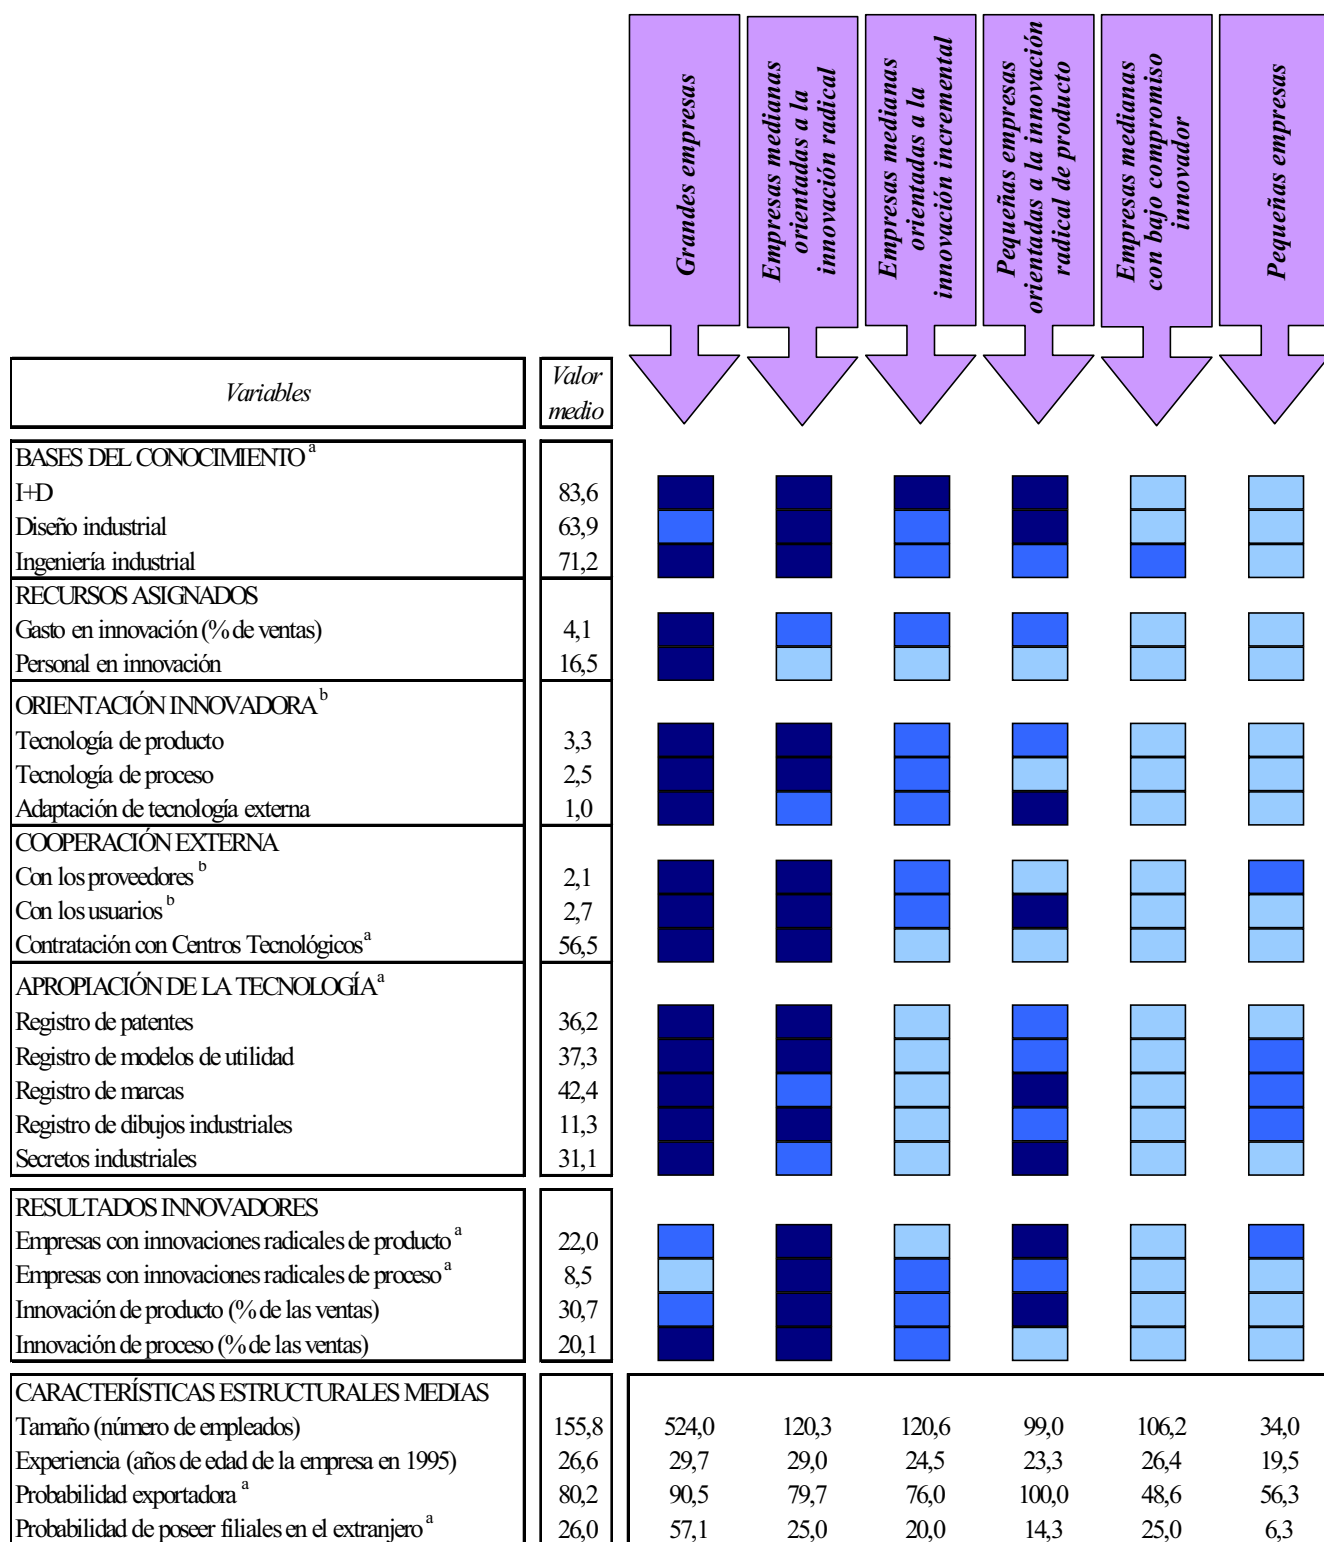 Grandes empresas
Empresas medianas
orientadas a la
innovación radical
Empresas medianas
orientadas a la
innovación incremental
Pequeñas empresas
orientadas a la innovación
radical de producto
Empresas medianas
con bajo compromiso
innovador
Pequeñas empresas
Variables
Valor
medio
BASES DEL CONOCIMIENTO a
I+D 83,6
Diseño industrial 63,9
Ingeniería industrial 71,2
RECURSOS ASIGNADOS
Gasto en innovación (% de ventas) 4,1
Personal en innovación 16,5
ORIENTACIÓN INNOVADORA b
Tecnología de producto 3,3
Tecnología de proceso 2,5
Adaptación de tecnología externa 1,0
COOPERACIÓN EXTERNA
Con los proveedores b 2,1
Con los usuarios b 2,7
Contratación con Centros Tecnológicos a 56,5
APROPIACIÓN DE LA TECNOLOGÍA a
Registro de patentes 36,2
Registro de modelos de utilidad 37,3
Registro de marcas 42,4
Registro de dibujos industriales 11,3
Secretos industriales 31,1
RESULTADOS INNOVADORES
Empresas con innovaciones radicales de producto a 22,0
Empresas con innovaciones radicales de proceso a 8,5
Innovación de producto (% de las ventas) 30,7
Innovación de proceso (% de las ventas) 20,1
CARACTERÍSTICAS ESTRUCTURALES MEDIAS
Tamaño (número de empleados) 155,8 524,0 120,3 120,6 99,0 106,2 34,0
Experiencia (años de edad de la empresa en 1995) 26,6 29,7 29,0 24,5 23,3 26,4 19,5
Probabilidad exportadora a 80,2 90,5 79,7 76,0 100,0 48,6 56,3
Probabilidad de poseer filiales en el extranjero a 26,0 57,1 25,0 20,0 14,3 25,0 6,3